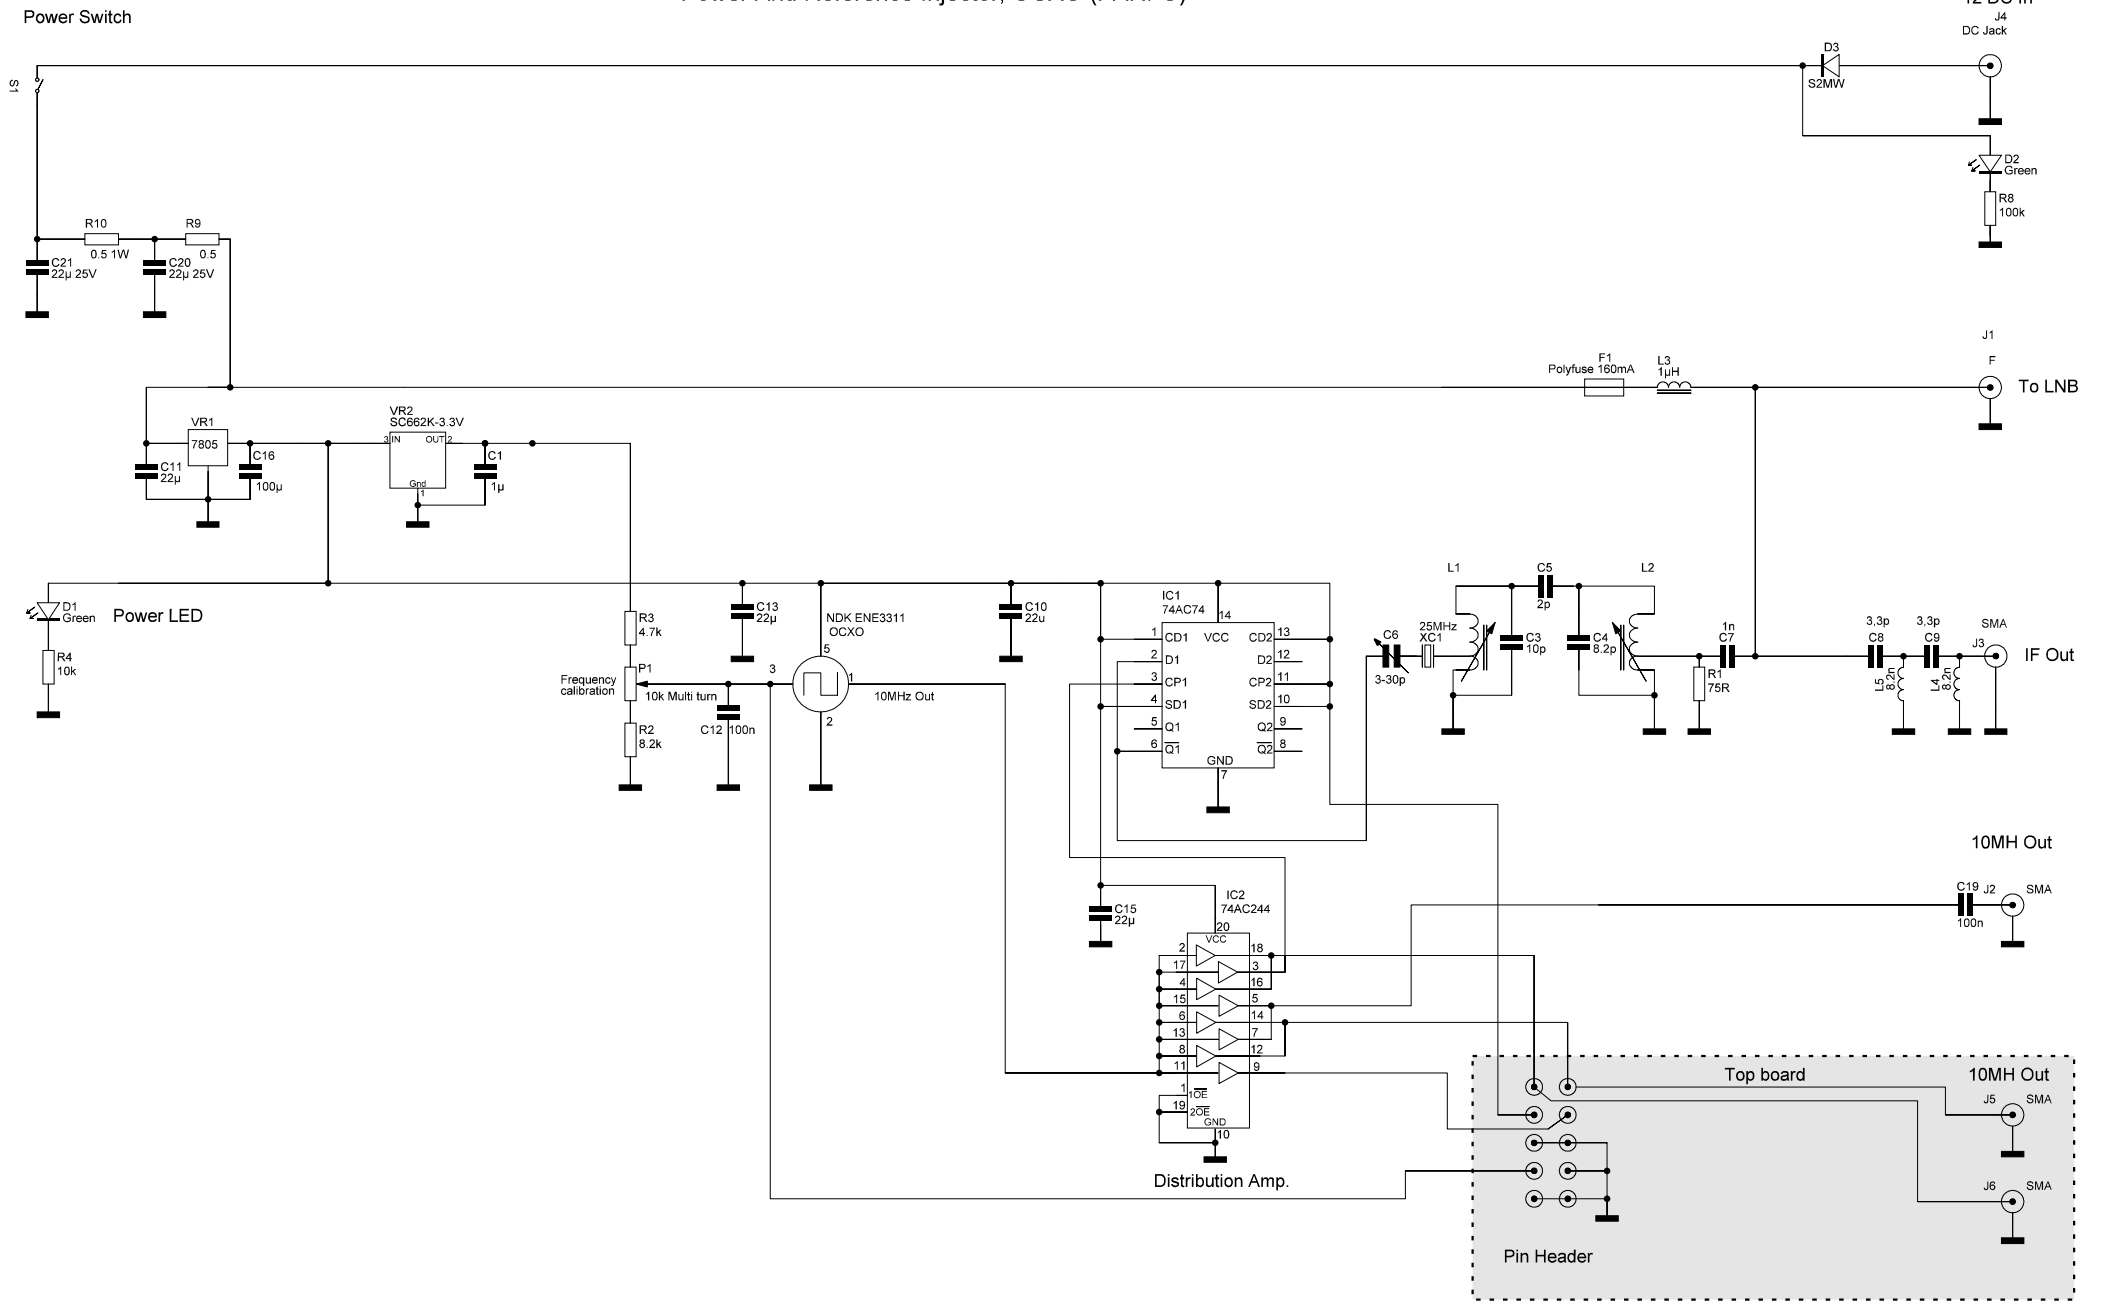 Power Switch
J4
DC Jack
D3
S2MW
S1
D2
Green
R8
100k
R10
0.5 1W
R9
0.5
C21
22µ 25V
C20
22µ 25V
J1
F
To LNB
F1
Polyfuse 160mA
L3
1µH
VR1
7805
VR2
SC662K-3.3V
3
IN
OUT
2
Gnd
1
C11
22µ
C16
100µ
C1
1µ
D1
Green
Power LED
R4
10k
R3
4.7k
P1
Frequency
calibration
10k Multi turn
R2
8.2k
C12 100n
C13
22µ
3
NDK ENE3311
OCXO
5
1
2
10MHz Out
C10
22u
IC1
74AC74
14
VCC
1 CD1 CD2 13
2 D1 D2 12
3 CP1 CP2 11
4 SD1 SD2 10
5 Q1 Q2 9
6 Q1 Q2 8
GND
7
C6
3-30p
25MHz
XC1
L1
C5
2p
L2
C3
10p
C4
8.2p
1n
C7
R1
75R
3,3p
C8
3,3p
C9
L5
8.2n
L4
8.2n
SMA
J3
IF Out
10MH Out
C19
100n
J2
SMA
C15
22µ
IC2
74AC244
20
VCC
2 18
17 3
4 16
15 5
6 14
13 7
8 12
11 9
1
1OE
19
2OE
GND
10
Distribution Amp.
Top board
10MH Out
J5
SMA
J6
SMA
Pin Header